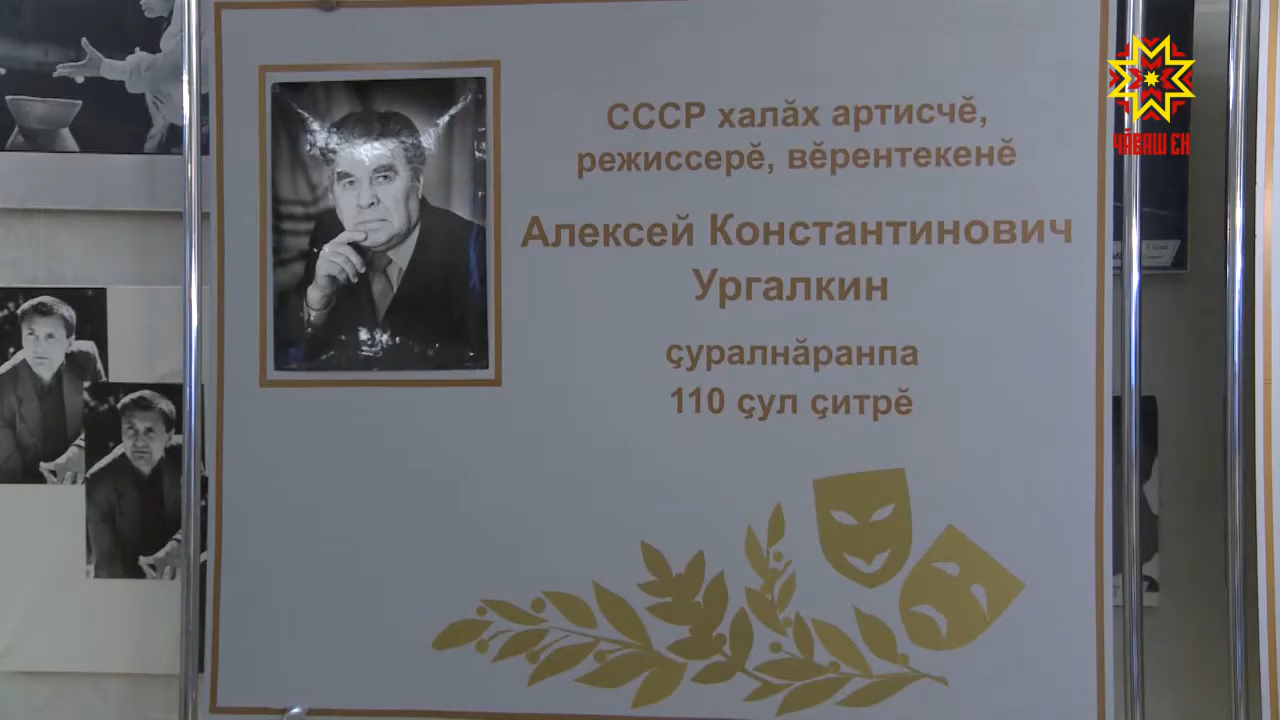 СССР халӑх артисчӗ,
режиссерӗ, вӗрентекенӗ
Алексей Константинович
Ургалкин
ҫуралнӑранпа
110 ҫул ҫитрӗ
ЧӐВАШ ЕН